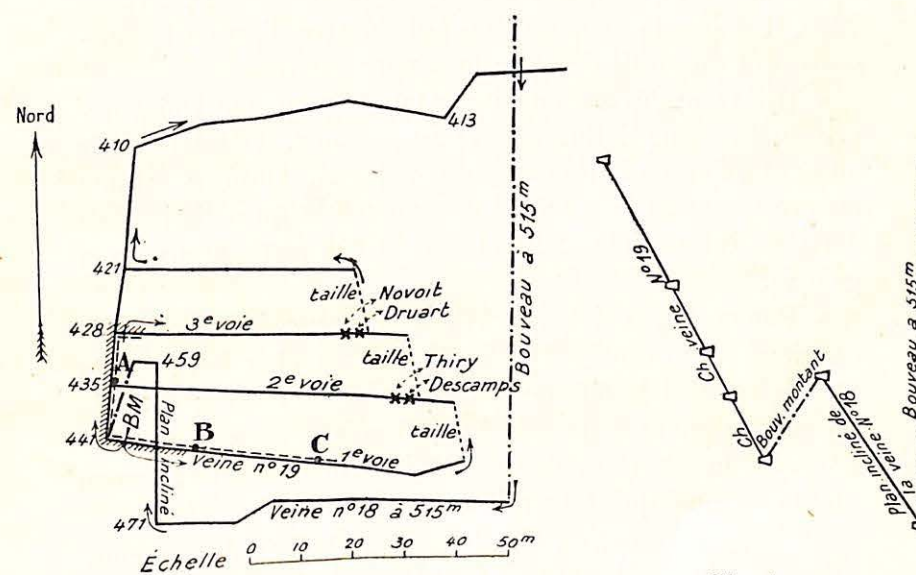 Nord
410
413
421
taille
Novoit
Druart
428
3e voie
A
459
taille
Thiry
Descamps
435
2e voie
BM
Plan incliné
441
B
C
taille
Veine n°19
1e voie
471
Veine n°18 à 515m
Bouveau à 515m
Échelle 0 10 20 30 40 50m
Ch veine N°19
Ch
Bouv. montant
Plan. incliné de
la veine N°18
Bouveau à 515m